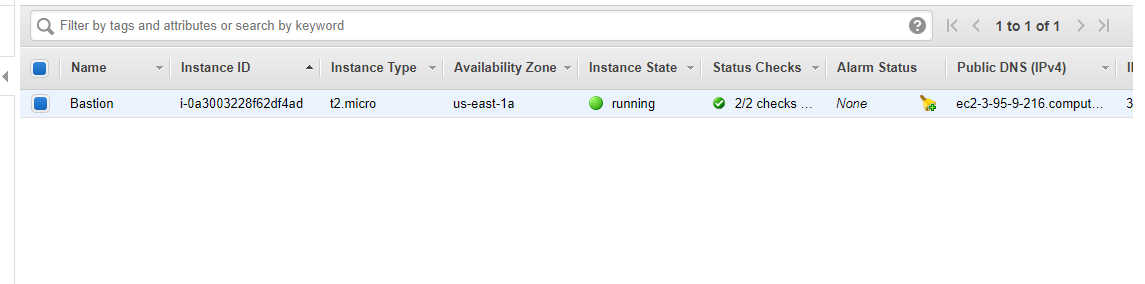 Filter by tags and attributes or search by keyword ? 1 to 1 of 1
Name Instance ID Instance Type Availability Zone Instance State Status Checks Alarm Status Public DNS (IPv4)
Bastion i-0a3003228f62df4ad t2.micro us-east-1a running 2/2 checks ... None ec2-3-95-9-216.comput... 3